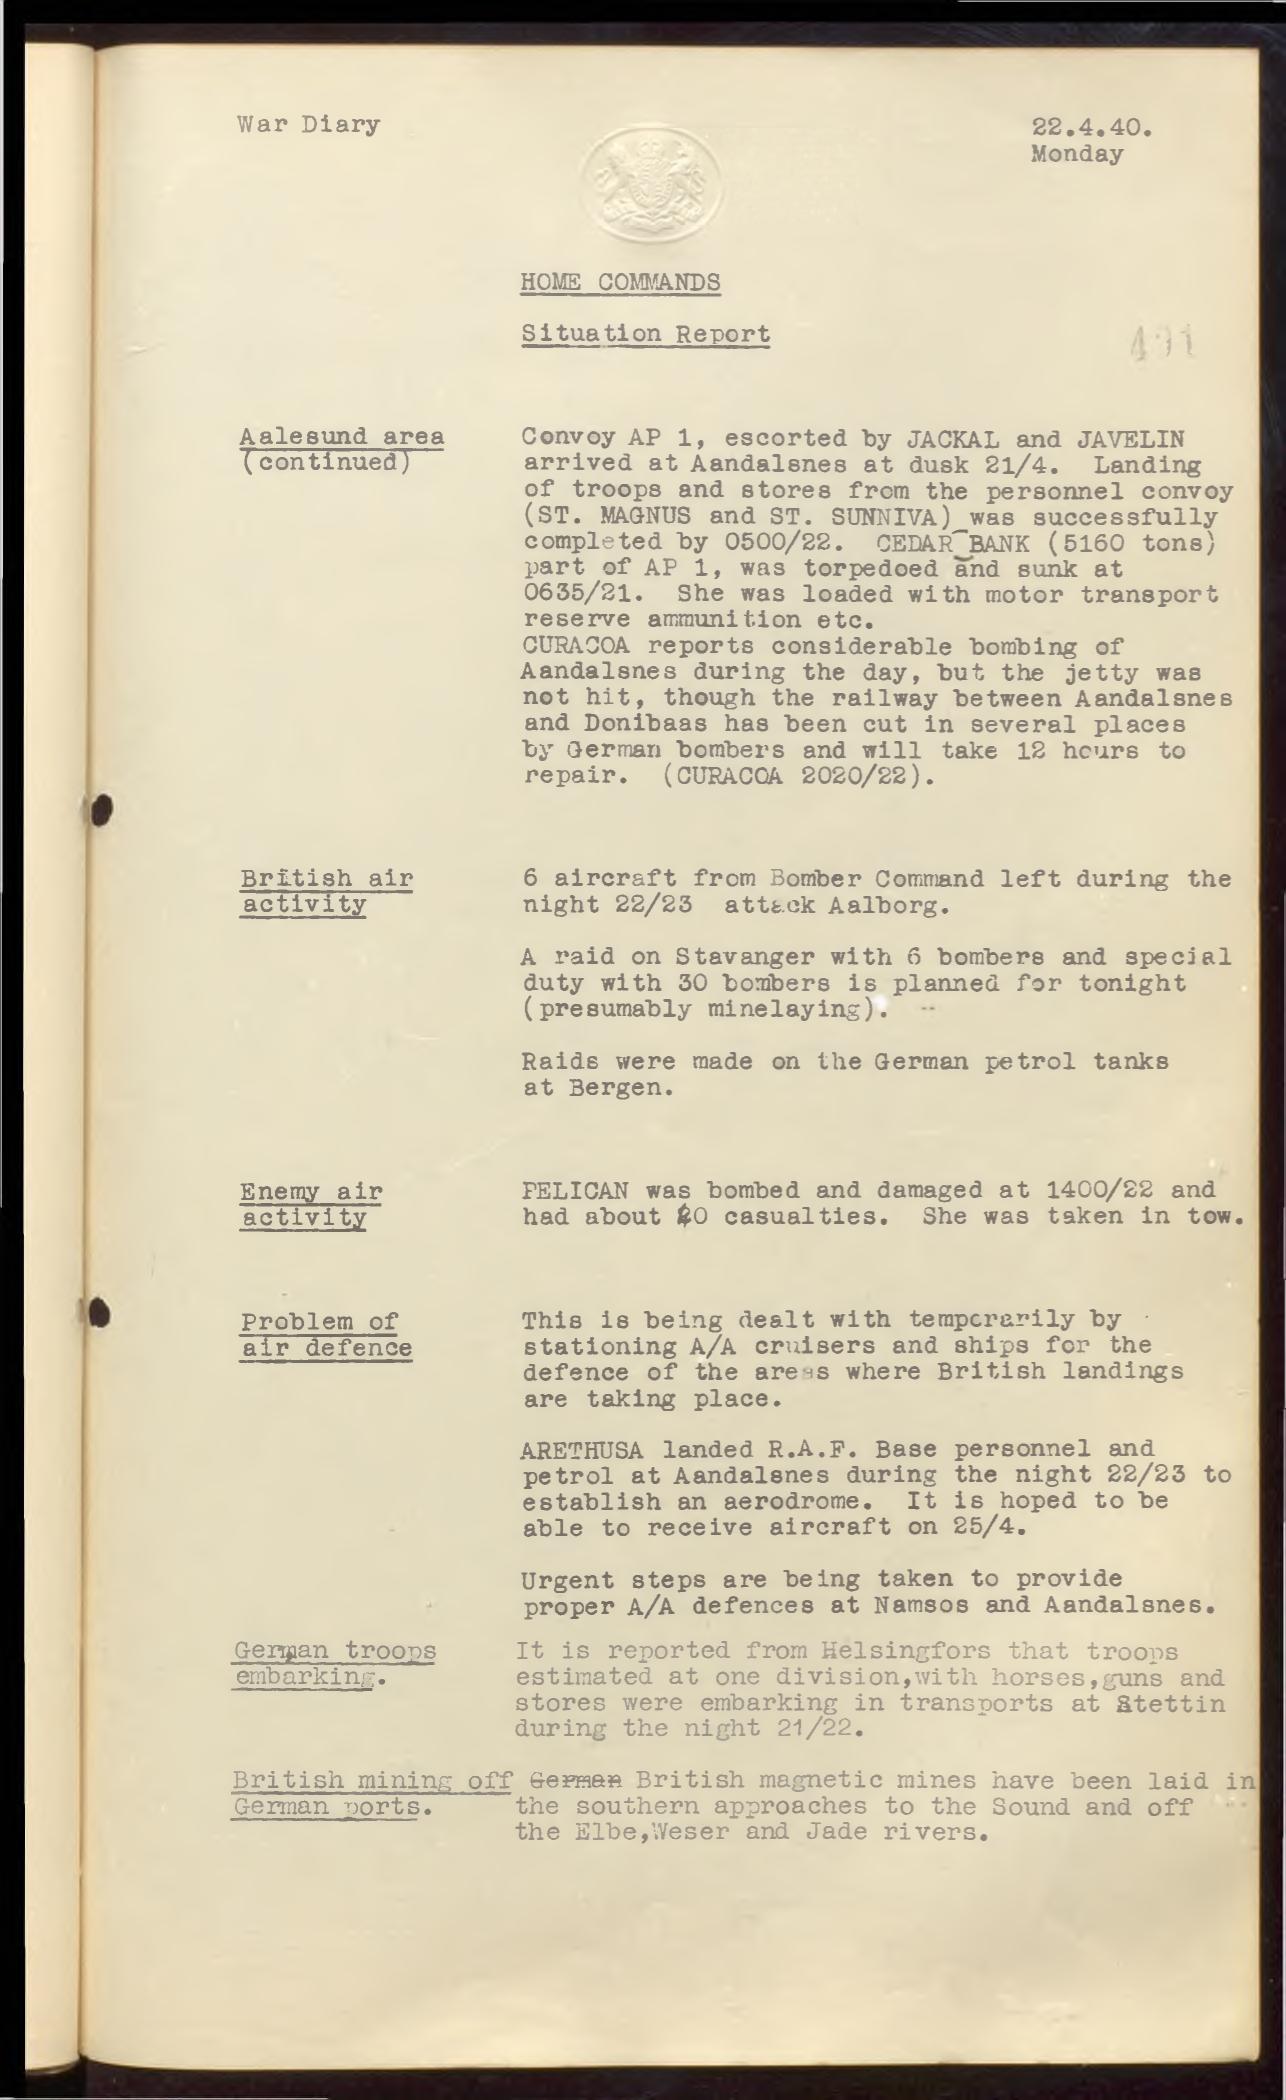 War Diary
22.4.40.
Monday
HOME COMMANDS
Situation Report
491
Aalesund area
(continued)
Convoy AP 1, escorted by JACKAL and JAVELIN
arrived at Aandalsnes at dusk 21/4. Landing
of troops and stores from the personnel convoy
(ST. MAGNUS and ST. SUNNIVA) was successfully
completed by 0500/22. CEDAR BANK (5160 tons)
part of AP 1, was torpedoed and sunk at
0635/21. She was loaded with motor transport
reserve ammunition etc.
CURACOA reports considerable bombing of
Aandalsnes during the day, but the jetty was
not hit, though the railway between Aandalsnes
and Donibaas has been cut in several places
by German bombers and will take 12 hours to
repair. (CURACOA 2020/22).
British air
activity
6 aircraft from Bomber Command left during the
night 22/23 attack Aalborg.
A raid on Stavanger with 6 bombers and special
duty with 30 bombers is planned for tonight
(presumably minelaying).
Raids were made on the German petrol tanks
at Bergen.
Enemy air
activity
PELICAN was bombed and damaged at 1400/22 and
had about casualties. She was taken in tow.
Problem of
air defence
This is being dealt with temporarily by
stationing A/A cruisers and ships for the
defence of the areas where British landings
are taking place.
ARETHUSA landed R.A.F. Base personnel and
petrol at Aandalsnes during the night 22/23 to
establish an aerodrome. It is hoped to be
able to receive aircraft on 25/4.
Urgent steps are being taken to provide
proper A/A defences at Namsos and Aandalsnes.
German troops
embarking.
It is reported from Helsingfors that troops
estimated at one division,with horses,guns and
stores were embarking in transports at Stettin
during the night 21/22.
British mining off
German ports.
German British magnetic mines have been laid in
the southern approaches to the Sound and off
the Elbe,Weser and Jade rivers.